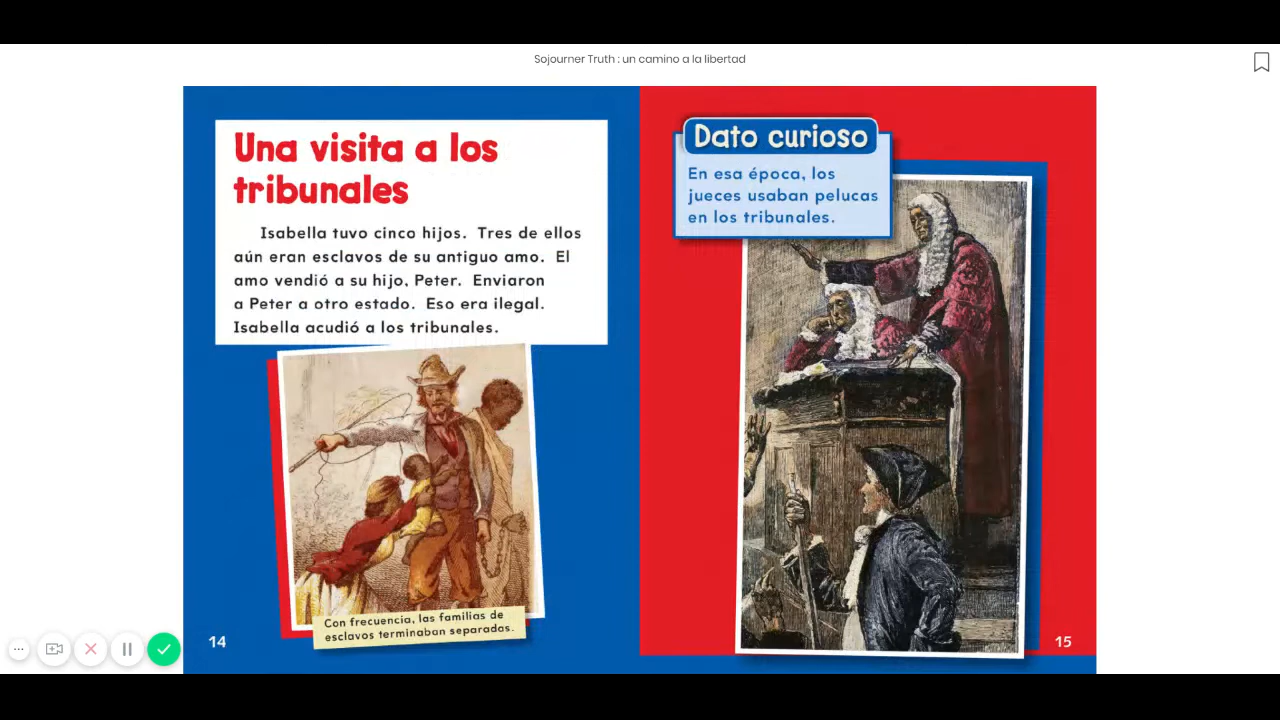 Sojourner Truth : un camino a la libertad
Una visita a los
tribunales
Isabella tuvo cinco hijos. Tres de ellos
aún eran esclavos de su antiguo amo. El
amo vendió a su hijo, Peter. Enviaron
a Peter a otro estado. Eso era ilegal.
Isabella acudió a los tribunales.
Con frecuencia, las familias de
esclavos terminaban separadas.
14
Dato curioso
En esa época, los
jueces usaban pelucas
en los tribunales.
15